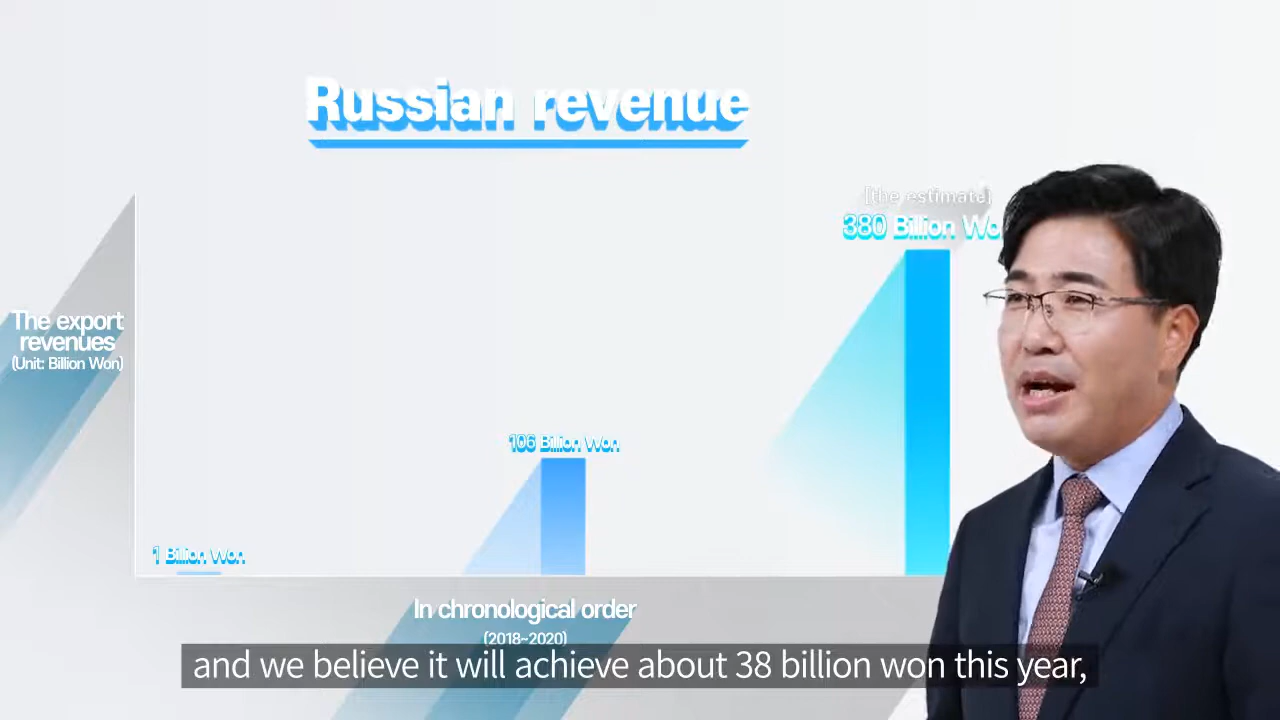 Russian revenue
[the estimate]
380 Billion Wo
The export
revenues
(Unit: Billion Won)
106 Billion Won
1 Billion Won
In chronological order
(2018~2020)
and we believe it will achieve about 38 billion won this year,